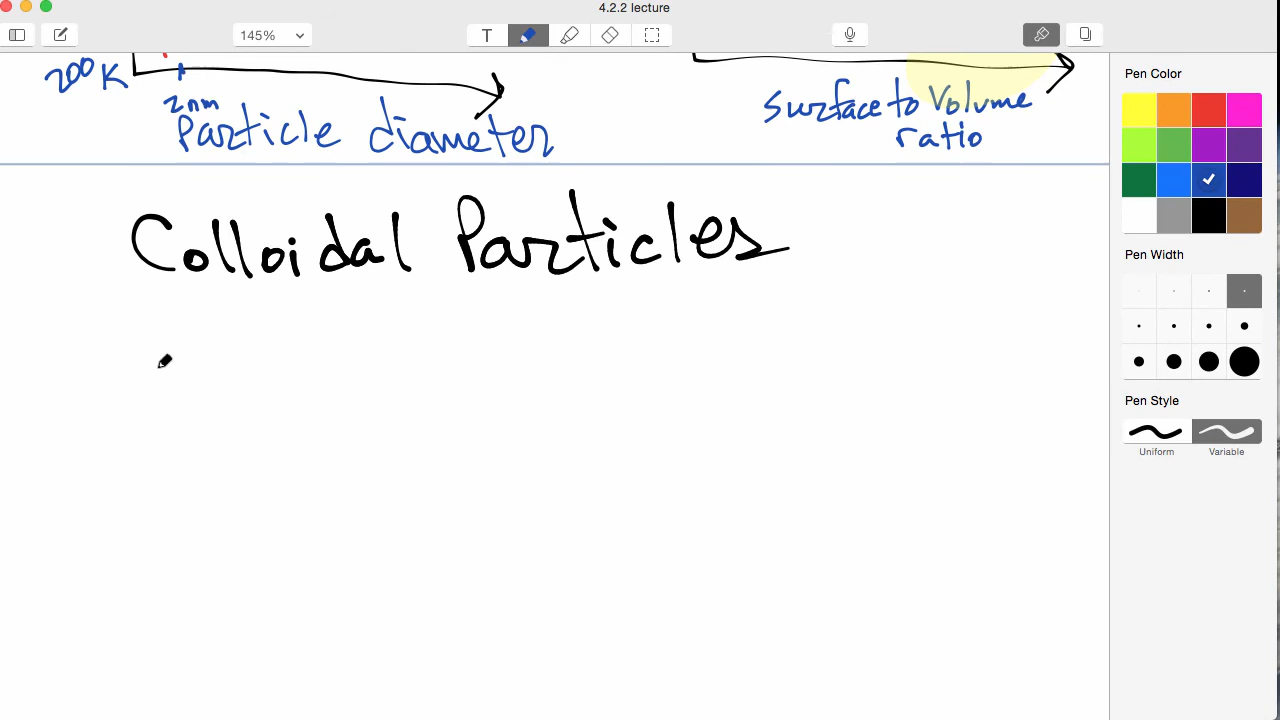 4.2.2 lecture
145%
T
200K
2nm
Particle diameter
Surface to Volume
ratio
Colloidal Particles
Pen Color
Pen Width
Pen Style
Uniform
Variable